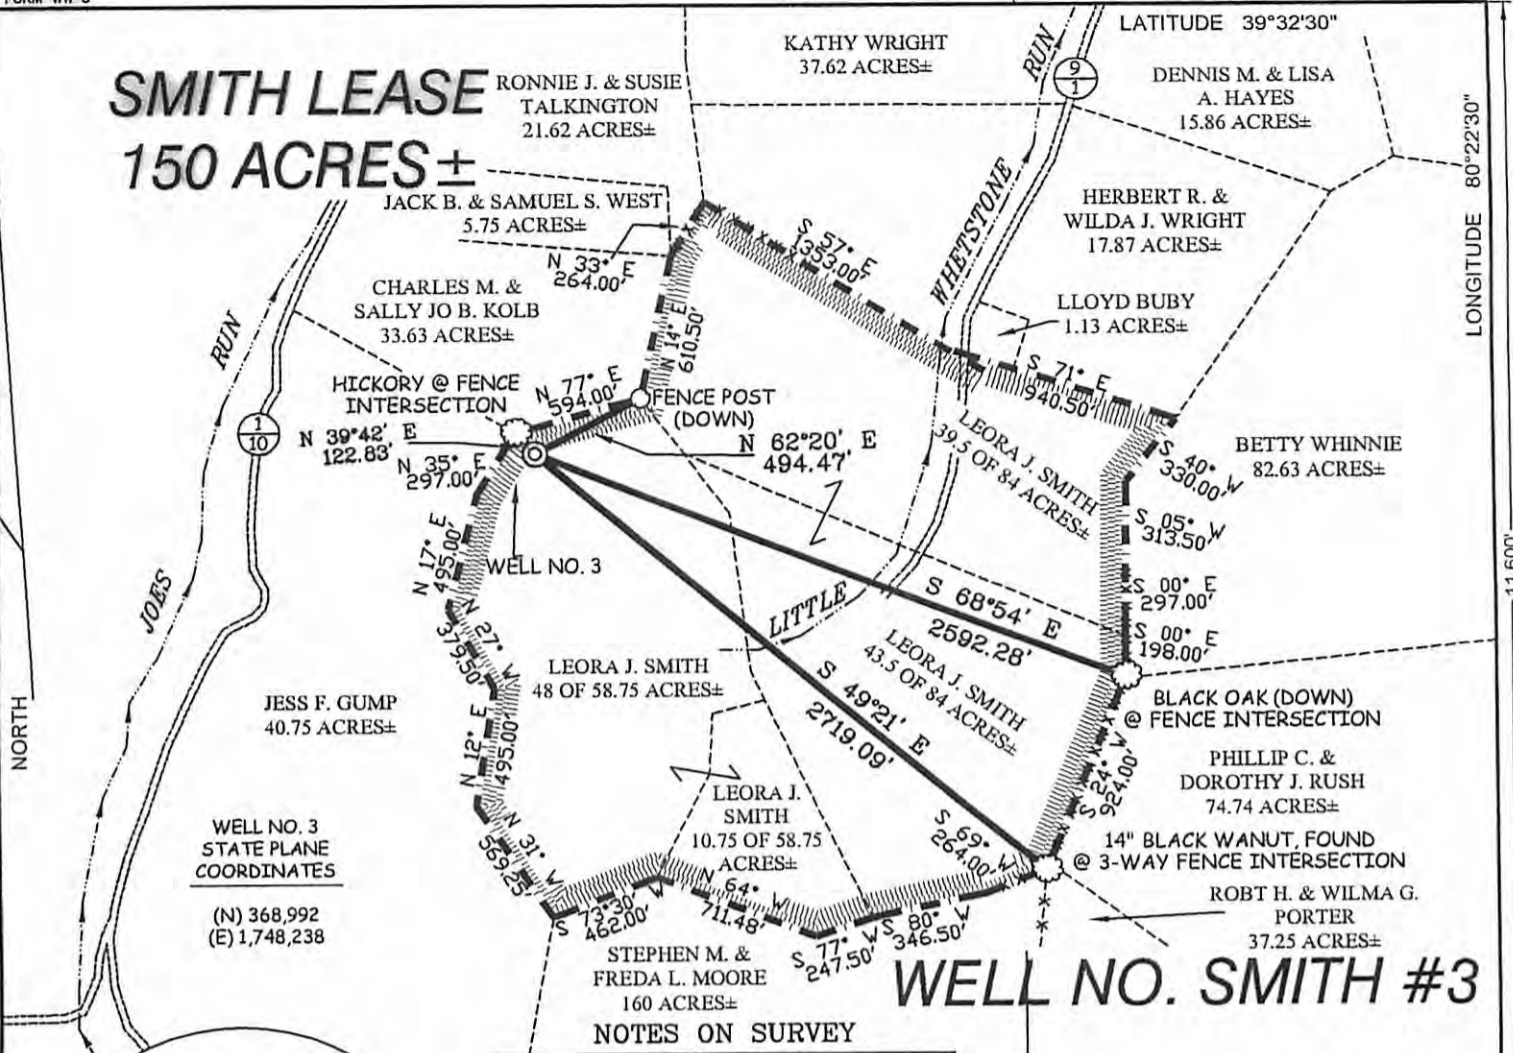 LATITUDE 39°32'30"
KATHY WRIGHT
37.62 ACRES±
RUN
9
1
DENNIS M. & LISA
A. HAYES
15.86 ACRES±
SMITH LEASE
150 ACRES±
RONNIE J. & SUSIE
TALKINGTON
21.62 ACRES±
LONGITUDE 80°22'30"
JACK B. & SAMUEL S. WEST
5.75 ACRES±
N 33° E
264.00'
S 57° E
1353.00'
WHETSTONE
HERBERT R. &
WILDA J. WRIGHT
17.87 ACRES±
CHARLES M. &
SALLY JO B. KOLB
33.63 ACRES±
LLOYD BUBY
1.13 ACRES±
RUN
N 14° E
610.50'
S 71° E
940.50'
HICKORY @ FENCE
INTERSECTION
N 77° E
594.00'
FENCE POST
(DOWN)
1
10
N 39°42' E
122.83'
N 62°20' E
494.47'
N 35° E
297.00'
LEORA J. SMITH
39.5 OF 84 ACRES±
S 40° W
330.00'
BETTY WHINNIE
82.63 ACRES±
S 05° W
313.50'
N 17° E
495.00'
WELL NO. 3
S 00° E
297.00'
11,600'
JOES
LITTLE
S 68°54' E
2592.28'
S 00° E
198.00'
N 27° W
379.50'
LEORA J. SMITH
48 OF 58.75 ACRES±
LEORA J. SMITH
43.5 OF 84 ACRES±
S 49°21' E
2719.09'
BLACK OAK (DOWN)
@ FENCE INTERSECTION
JESS F. GUMP
40.75 ACRES±
NORTH
N 12° E
495.00'
S 24° W
924.00'
PHILLIP C. &
DOROTHY J. RUSH
74.74 ACRES±
LEORA J.
SMITH
10.75 OF 58.75
ACRES±
WELL NO. 3
STATE PLANE
COORDINATES
(N) 368,992
(E) 1,748,238
N 31° W
569.25'
S 69° W
264.00'
14" BLACK WANUT, FOUND
@ 3-WAY FENCE INTERSECTION
S 73°30' W
462.00'
N 64° W
711.48'
S 77° W
247.50'
S 80° W
346.50'
ROBT H. & WILMA G.
PORTER
37.25 ACRES±
STEPHEN M. &
FREDA L. MOORE
160 ACRES±
WELL NO. SMITH #3
NOTES ON SURVEY